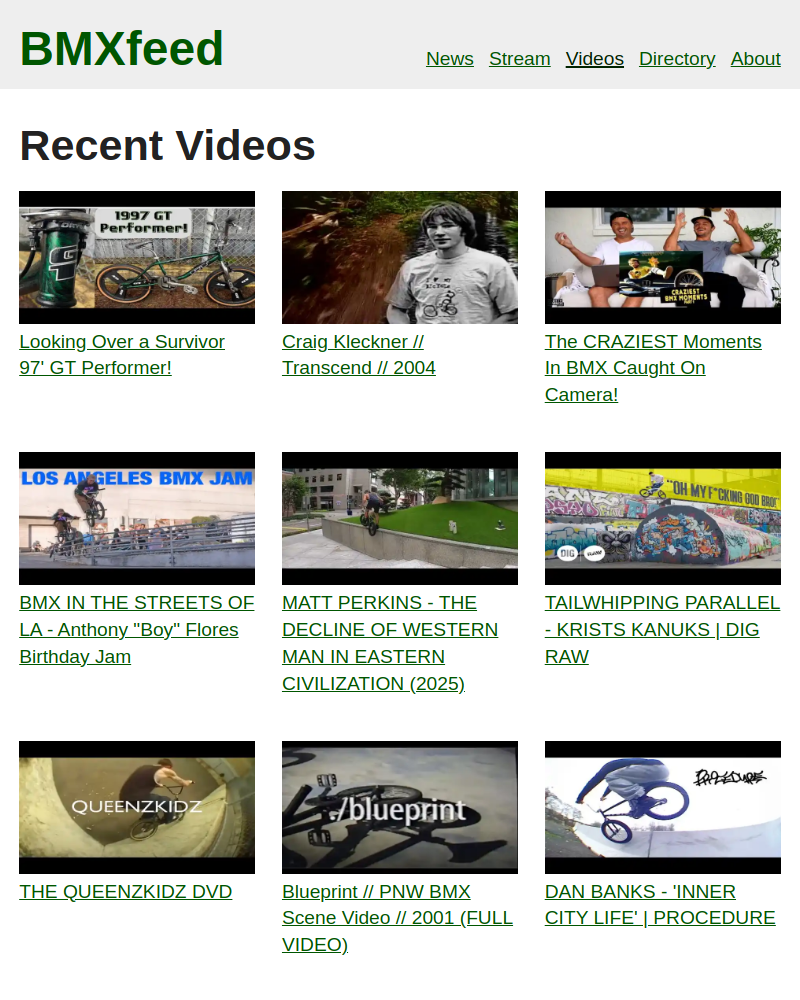 BMXfeed
News Stream Videos Directory About
Recent Videos
1997 GT
Performer!
GT
Looking Over a Survivor
97' GT Performer!
Craig Kleckner //
Transcend // 2004
CRAZIEST
BMX MOMENTS
The CRAZIEST Moments
In BMX Caught On
Camera!
LOS ANGELES BMX JAM
BMX IN THE STREETS OF
LA - Anthony "Boy" Flores
Birthday Jam
MATT PERKINS - THE
DECLINE OF WESTERN
MAN IN EASTERN
CIVILIZATION (2025)
"OH MY F*CKING GOD BRO!"
DIG
TAILWHIPPING PARALLEL
- KRISTS KANUKS | DIG
RAW
QUEENZKIDZ
THE QUEENZKIDZ DVD
./blueprint
Blueprint // PNW BMX
Scene Video // 2001 (FULL
VIDEO)
PROCEDURE
DAN BANKS - 'INNER
CITY LIFE' | PROCEDURE